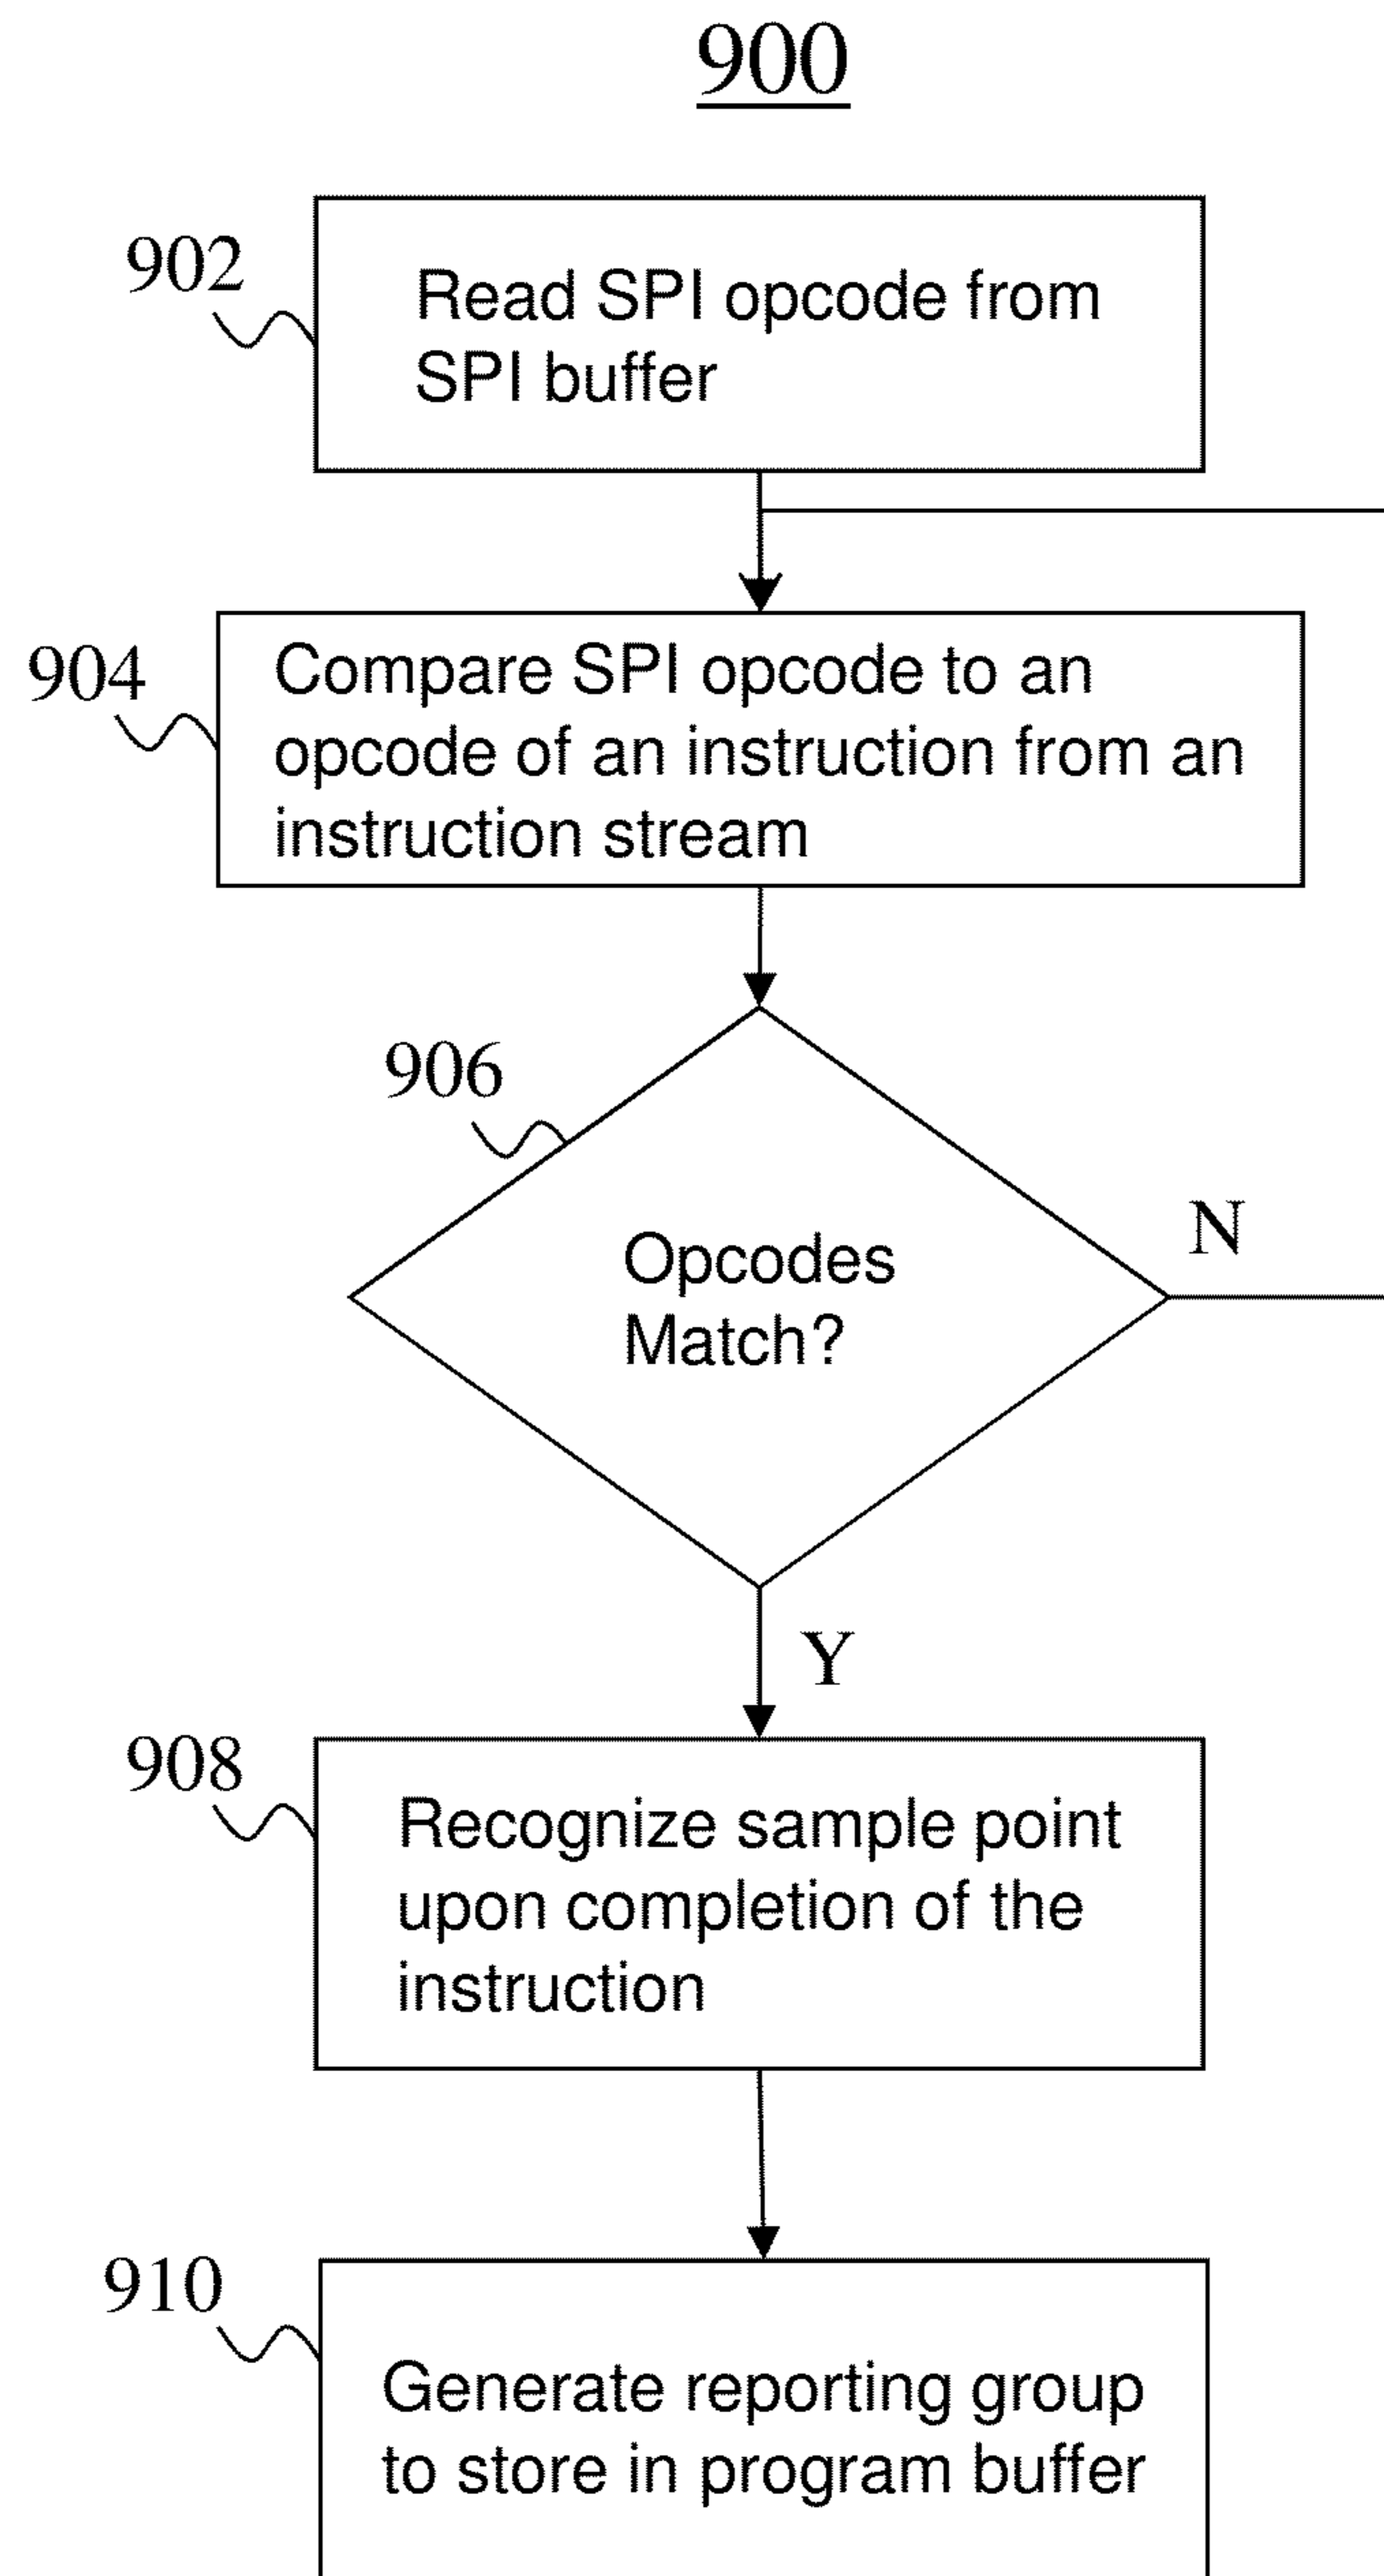 900
902
Read SPI opcode from
SPI buffer
904
Compare SPI opcode to an
opcode of an instruction from an
instruction stream
906
Opcodes
Match?
N
Y
908
Recognize sample point
upon completion of the
instruction
910
Generate reporting group
to store in program buffer